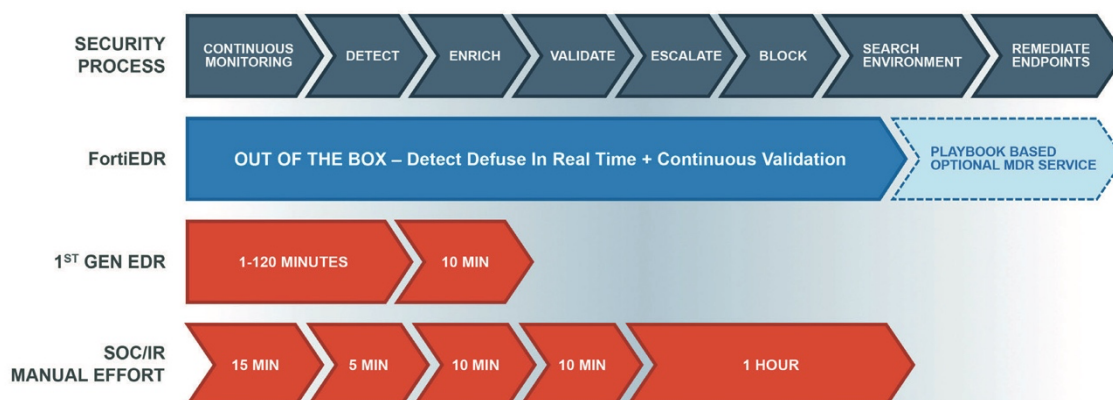 SECURITY
PROCESS
CONTINUOUS
MONITORING
DETECT
ENRICH
VALIDATE
ESCALATE
BLOCK
SEARCH
ENVIRONMENT
REMEDIATE
ENDPOINTS
FortiEDR
OUT OF THE BOX – Detect Defuse In Real Time + Continuous Validation
PLAYBOOK BASED
OPTIONAL MDR SERVICE
1ST GEN EDR
1-120 MINUTES
10 MIN
SOC/IR
MANUAL EFFORT
15 MIN
5 MIN
10 MIN
10 MIN
1 HOUR